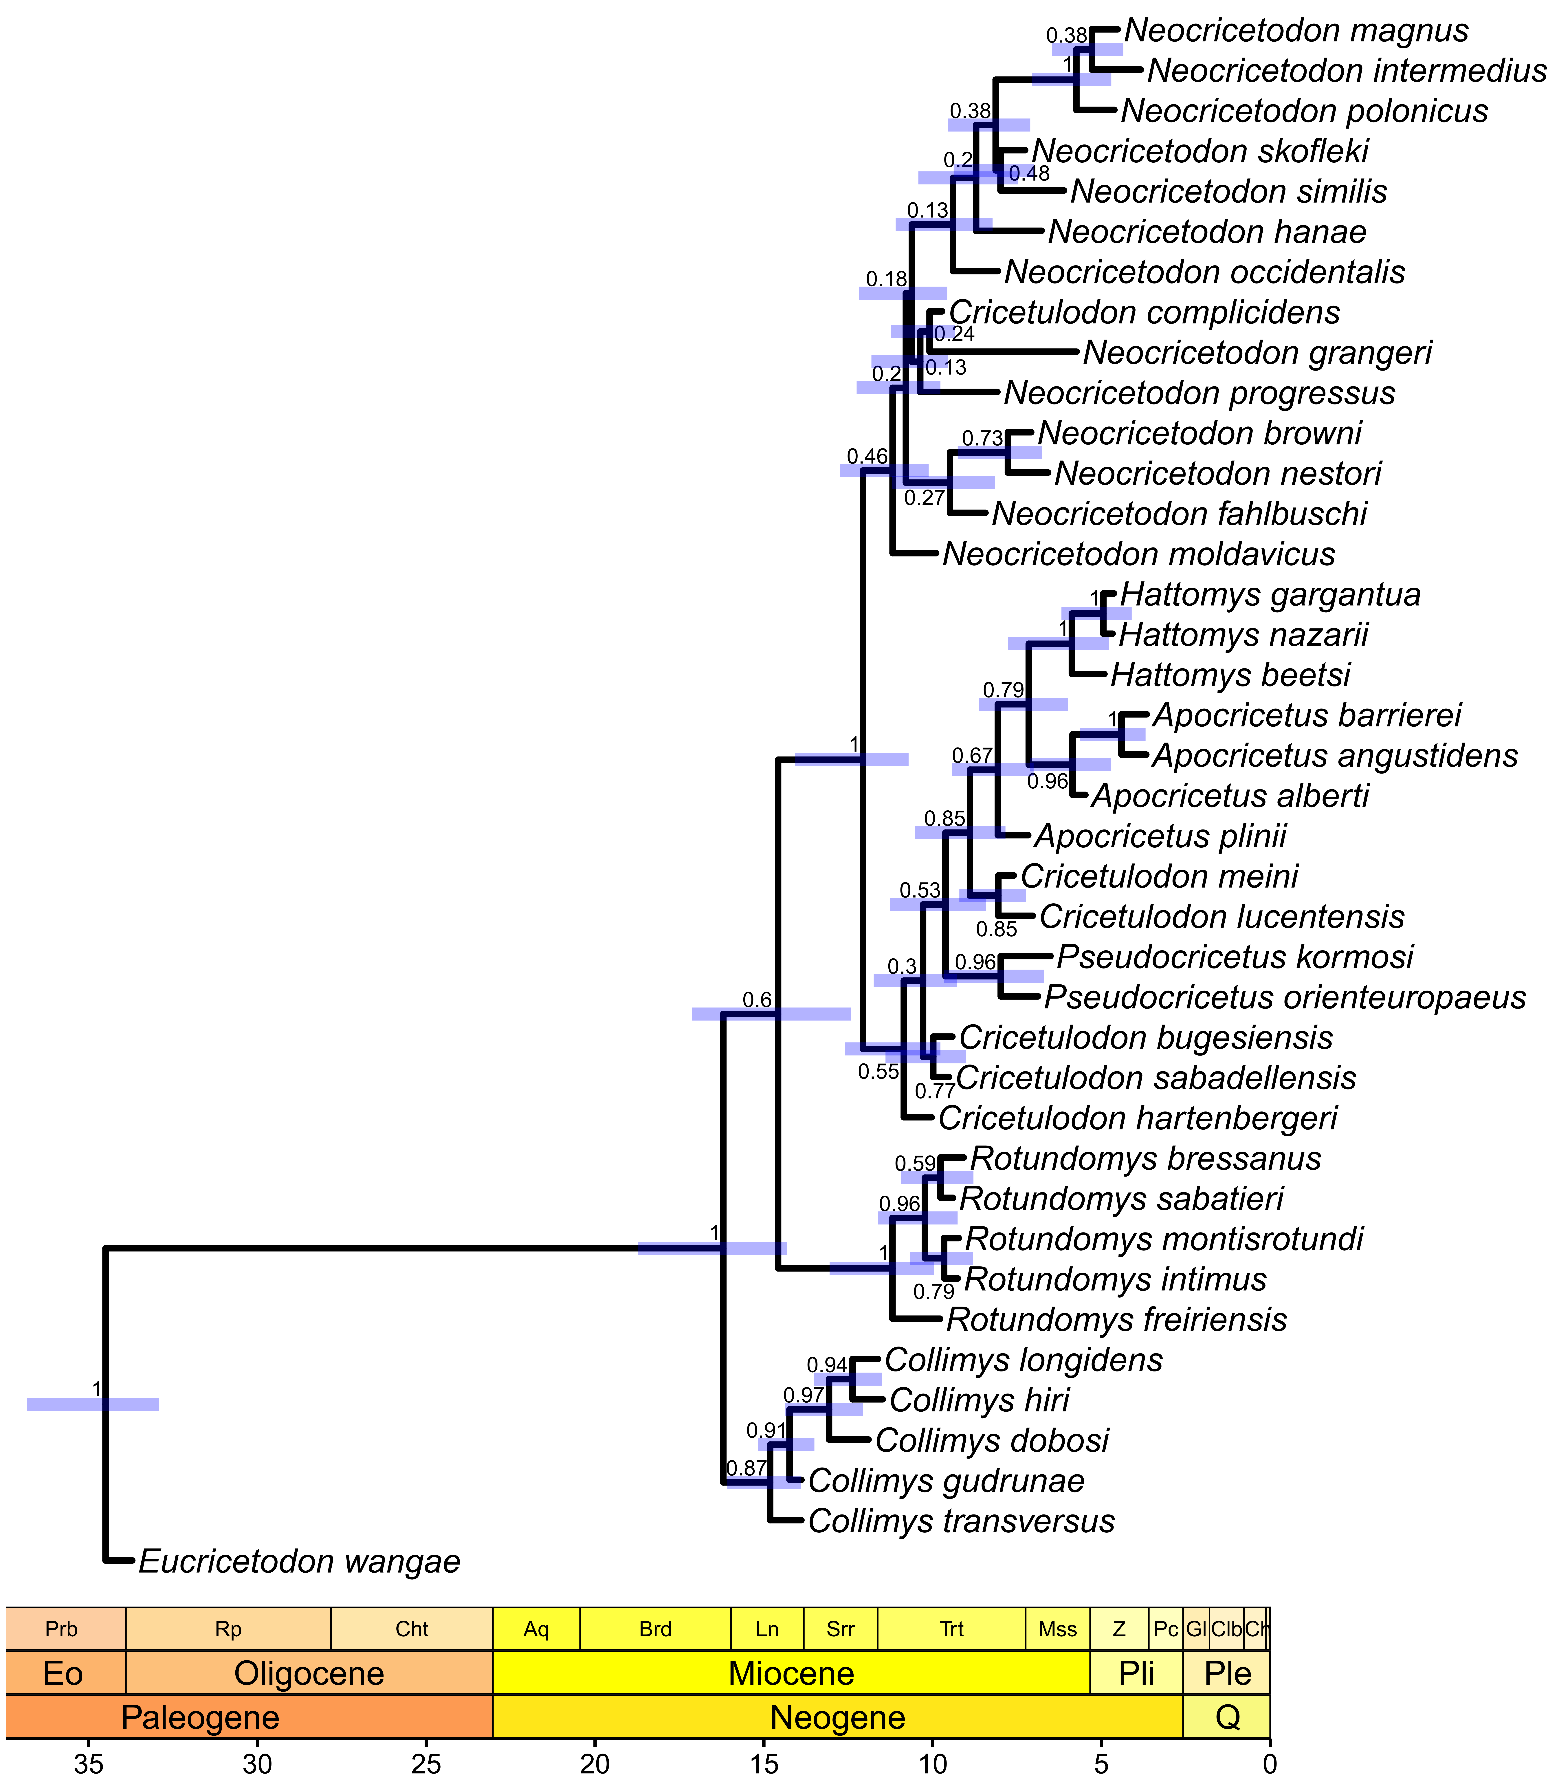 0.38
Neocricetodon magnus
1
Neocricetodon intermedius
Neocricetodon polonicus
0.38
Neocricetodon skofleki
0.2
0.48
Neocricetodon similis
0.13
Neocricetodon hanae
Neocricetodon occidentalis
0.18
Cricetulodon complicidens
0.24
Neocricetodon grangeri
0.13
0.2
Neocricetodon progressus
0.73
Neocricetodon browni
0.46
Neocricetodon nestori
0.27
Neocricetodon fahlbuschi
Neocricetodon moldavicus
1
Hattomys gargantua
1
Hattomys nazarii
Hattomys beetsi
0.79
1
Apocricetus barrierei
0.67
Apocricetus angustidens
0.96
Apocricetus alberti
0.85
Apocricetus plinii
1
Cricetulodon meini
0.53
Cricetulodon lucentensis
0.85
0.96
Pseudocricetus kormosi
0.3
Pseudocricetus orienteuropaeus
0.6
Cricetulodon bugesiensis
0.55
Cricetulodon sabadellensis
0.77
Cricetulodon hartenbergeri
0.59
Rotundomys bressanus
0.96
Rotundomys sabatieri
1
1
Rotundomys montisrotundi
0.79
Rotundomys intimus
Rotundomys freiriensis
0.94
Collimys longidens
0.97
Collimys hiri
1
0.91
Collimys dobosi
0.87
Collimys gudrunae
Collimys transversus
Eucricetodon wangae
Prb Rp Cht Aq Brd Ln Srr Trt Mss Z Pc Gl Clb Ch
Eo Oligocene Miocene Pli Ple
Paleogene Neogene Q
35 30 25 20 15 10 5 0